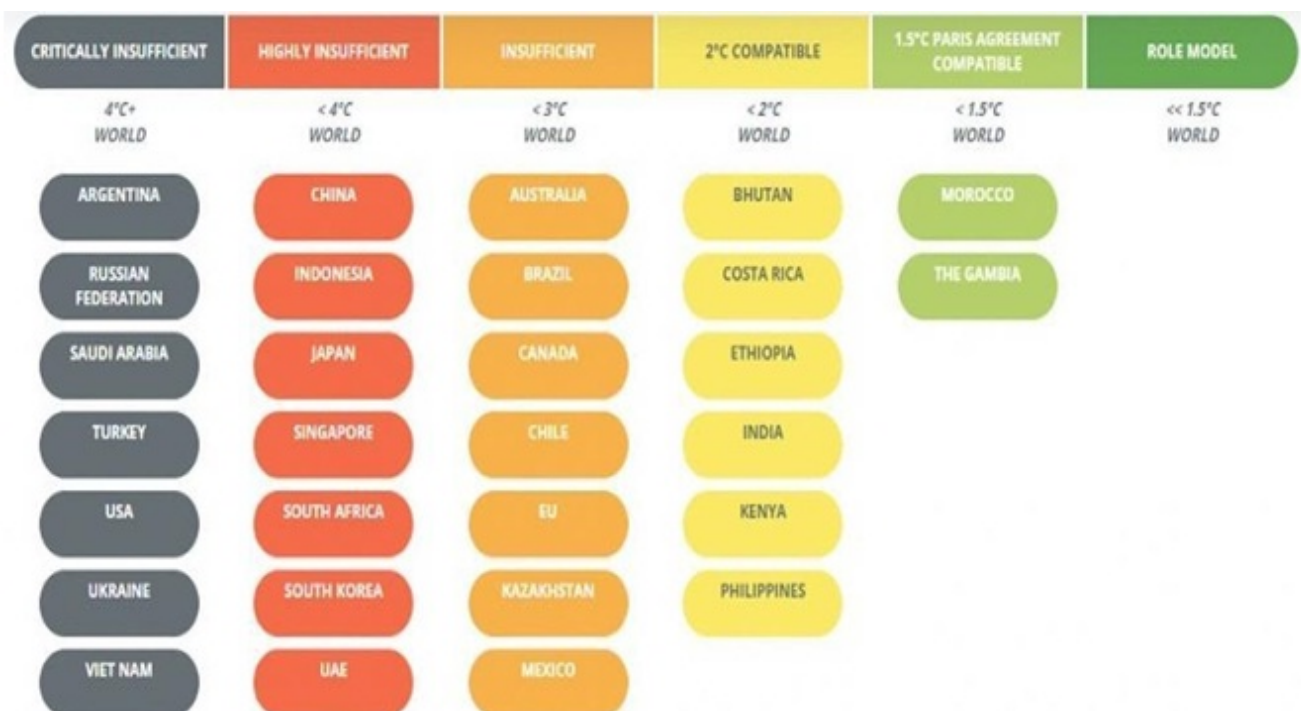 CRITICALLY INSUFFICIENT
HIGHLY INSUFFICIENT
INSUFFICIENT
2°C COMPATIBLE
1.5°C PARIS AGREEMENT
COMPATIBLE
ROLE MODEL
4°C+
WORLD
< 4°C
WORLD
< 3°C
WORLD
< 2°C
WORLD
< 1.5°C
WORLD
<< 1.5°C
WORLD
ARGENTINA
RUSSIAN
FEDERATION
SAUDI ARABIA
TURKEY
USA
UKRAINE
VIET NAM
CHINA
INDONESIA
JAPAN
SINGAPORE
SOUTH AFRICA
SOUTH KOREA
UAE
AUSTRALIA
BRAZIL
CANADA
CHILE
EU
KAZAKHSTAN
MEXICO
BHUTAN
COSTA RICA
ETHIOPIA
INDIA
KENYA
PHILIPPINES
MOROCCO
THE GAMBIA